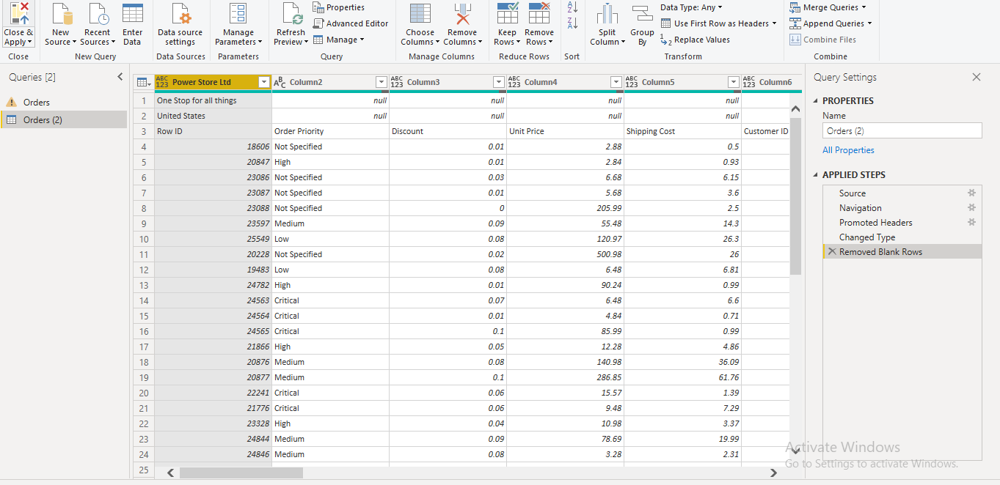 Close & Apply
New Source
Recent Sources
Enter Data
Data source settings
Manage Parameters
Refresh Preview
Properties
Advanced Editor
Manage
Choose Columns
Remove Columns
Keep Rows
Remove Rows
A Z
Z A
Split Column
Group By
Data Type: Any
Use First Row as Headers
1 2 Replace Values
Merge Queries
Append Queries
Combine Files
Close
New Query
Data Sources
Parameters
Query
Manage Columns
Reduce Rows
Sort
Transform
Combine
Queries [2]
Orders
Orders (2)
ABC 123 Power Store Ltd ABC Column2 ABC 123 Column3 ABC 123 Column4 ABC 123 Column5 ABC 123 Column6
1 One Stop for all things null null null null
2 United States null null null null
3 Row ID Order Priority Discount Unit Price Shipping Cost Customer ID
4 18606 Not Specified 0.01 2.88 0.5
5 20847 High 0.01 2.84 0.93
6 23086 Not Specified 0.03 6.68 6.15
7 23087 Not Specified 0.01 5.68 3.6
8 23088 Not Specified 0 205.99 2.5
9 23597 Medium 0.09 55.48 14.3
10 25549 Low 0.08 120.97 26.3
11 20228 Not Specified 0.02 500.98 26
12 19483 Low 0.08 6.48 6.81
13 24782 High 0.01 90.24 0.99
14 24563 Critical 0.07 6.48 6.6
15 24564 Critical 0.01 4.84 0.71
16 24565 Critical 0.1 85.99 0.99
17 21866 High 0.05 12.28 4.86
18 20876 Medium 0.08 140.98 36.09
19 20877 Medium 0.1 286.85 61.76
20 22241 Critical 0.06 15.57 1.39
21 21776 Critical 0.06 9.48 7.29
22 23328 High 0.04 10.98 3.37
23 24844 Medium 0.09 78.69 19.99
24 24846 Medium 0.08 3.28 2.31
25
Query Settings
PROPERTIES
Name
Orders (2)
All Properties
APPLIED STEPS
Source
Navigation
Promoted Headers
Changed Type
Removed Blank Rows
Activate Windows
Go to Settings to activate Windows.